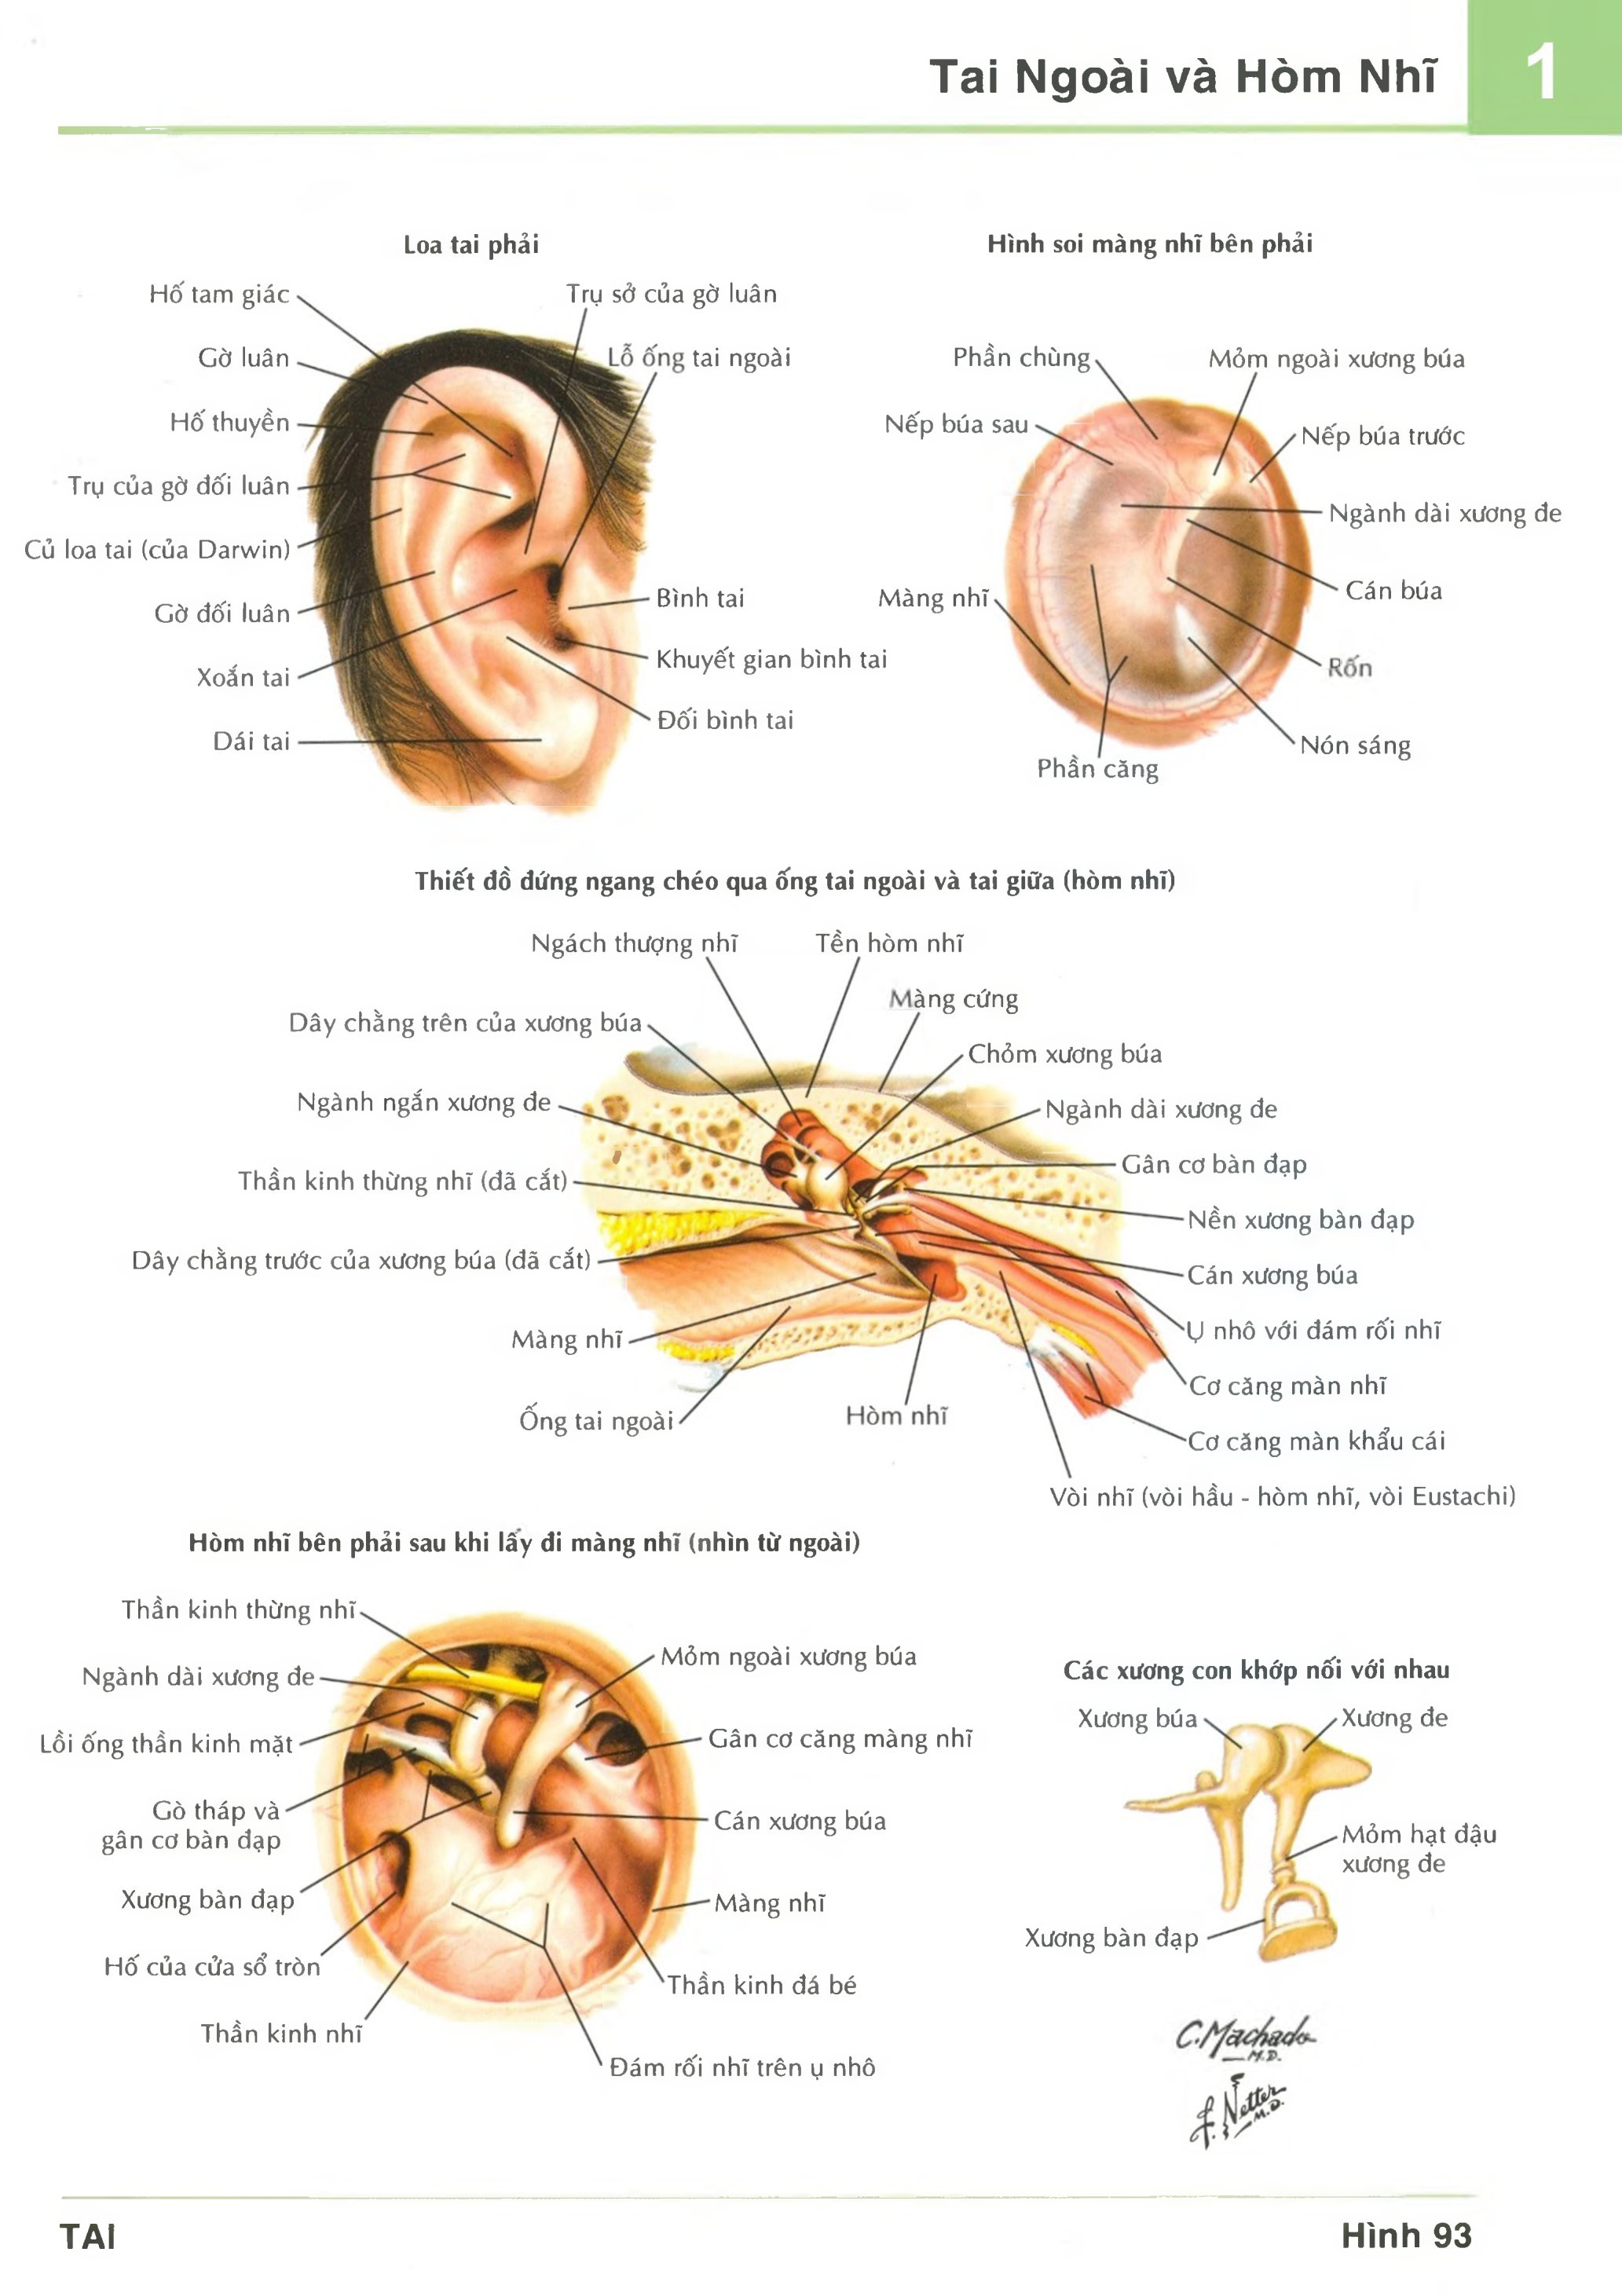 Tai Ngoài và Hòm Nhĩ
1
Loa tai phải
Hố tam giác
Gờ luân
Hố thuyền
Trụ của gờ đối luân
Củ loa tai (của Darwin)
Gờ đối luân
Xoắn tai
Dái tai
Trụ sở của gờ luân
Lỗ ống tai ngoài
Bình tai
Khuyết gian bình tai
Đối bình tai
Hình soi màng nhĩ bên phải
Phần chùng
Nếp búa sau
Màng nhĩ
Phần căng
Mỏm ngoài xương búa
Nếp búa trước
Ngành dài xương đe
Cán búa
Rốn
Nón sáng
Thiết đồ đứng ngang chéo qua ống tai ngoài và tai giữa (hòm nhĩ)
Ngách thượng nhĩ
Tền hòm nhĩ
Màng cứng
Dây chằng trên của xương búa
Chỏm xương búa
Ngành ngắn xương đe
Ngành dài xương đe
Thần kinh thừng nhĩ (đã cắt)
Gân cơ bàn đạp
Nền xương bàn đạp
Dây chằng trước của xương búa (đã cắt)
Cán xương búa
Màng nhĩ
Ụ nhô với đám rối nhĩ
Cơ căng màn nhĩ
Ống tai ngoài
Hòm nhĩ
Cơ căng màn khẩu cái
Vòi nhĩ (vòi hầu - hòm nhĩ, vòi Eustachi)
Hòm nhĩ bên phải sau khi lấy đi màng nhĩ (nhìn từ ngoài)
Thần kinh thừng nhĩ
Ngành dài xương đe
Lồi ống thần kinh mặt
Gò tháp và
gân cơ bàn đạp
Xương bàn đạp
Hố của cửa sổ tròn
Thần kinh nhĩ
Mỏm ngoài xương búa
Gân cơ căng màng nhĩ
Cán xương búa
Màng nhĩ
Thần kinh đá bé
Đám rối nhĩ trên ụ nhô
Các xương con khớp nối với nhau
Xương búa
Xương đe
Mỏm hạt đậu
xương đe
Xương bàn đạp
C. Machado
M.D.
F. Netter
M.D.
TAI
Hình 93